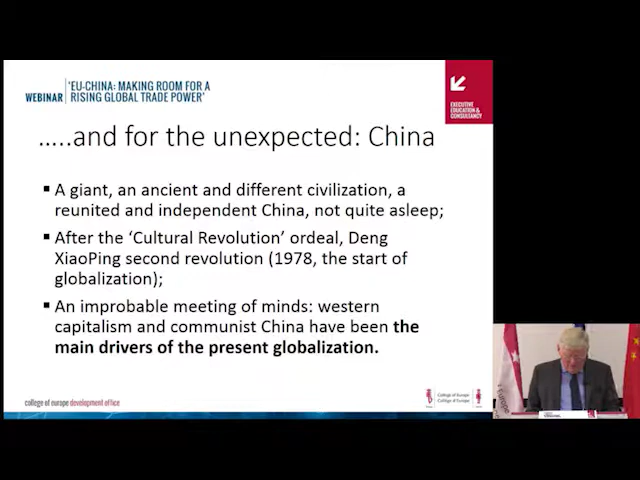 WEBINAR
'EU-CHINA: MAKING ROOM FOR A
RISING GLOBAL TRADE POWER'
EXECUTIVE
EDUCATION &
CONSULTANCY
…..and for the unexpected: China
▪ A giant, an ancient and different civilization, a
reunited and independent China, not quite asleep;
▪ After the 'Cultural Revolution' ordeal, Deng
XiaoPing second revolution (1978, the start of
globalization);
▪ An improbable meeting of minds: western
capitalism and communist China have been the
main drivers of the present globalization.
college of europe development office
College of Europe
Collège d'Europe